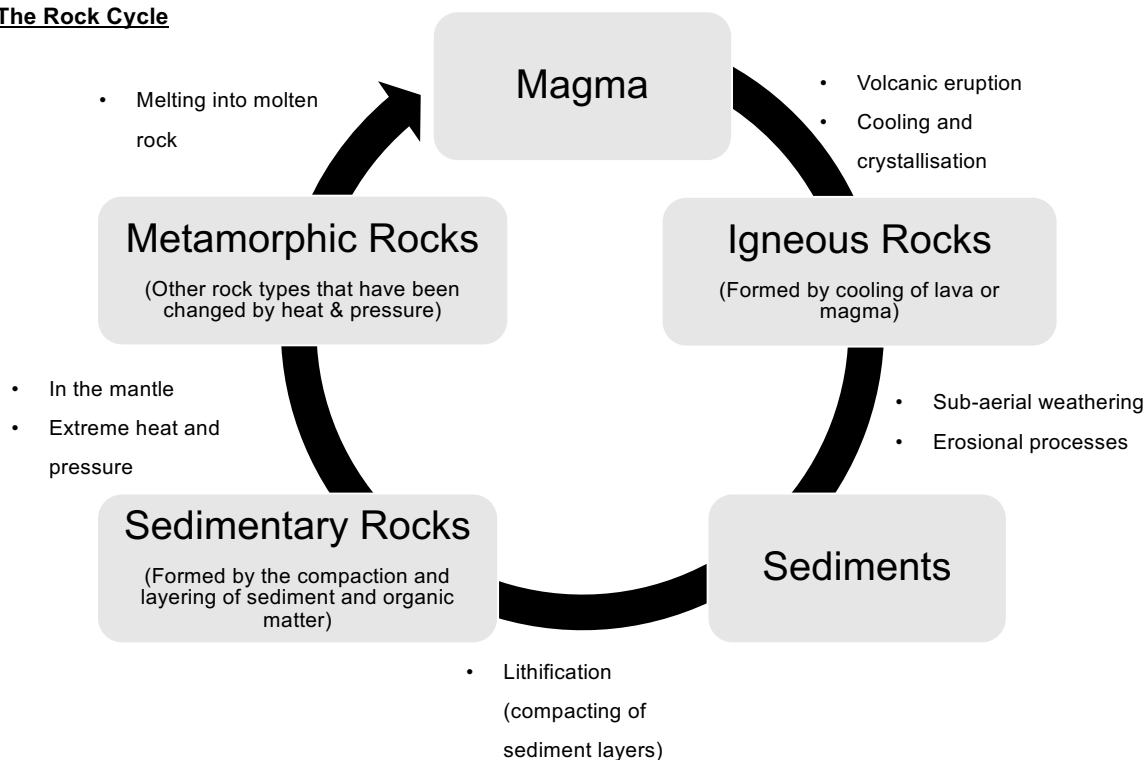 The Rock Cycle
Magma
• Volcanic eruption
• Cooling and
crystallisation
Igneous Rocks
(Formed by cooling of lava or
magma)
• Sub-aerial weathering
• Erosional processes
Sediments
• Lithification
(compacting of
sediment layers)
Sedimentary Rocks
(Formed by the compaction and
layering of sediment and organic
matter)
• In the mantle
• Extreme heat and
pressure
Metamorphic Rocks
(Other rock types that have been
changed by heat & pressure)
• Melting into molten
rock